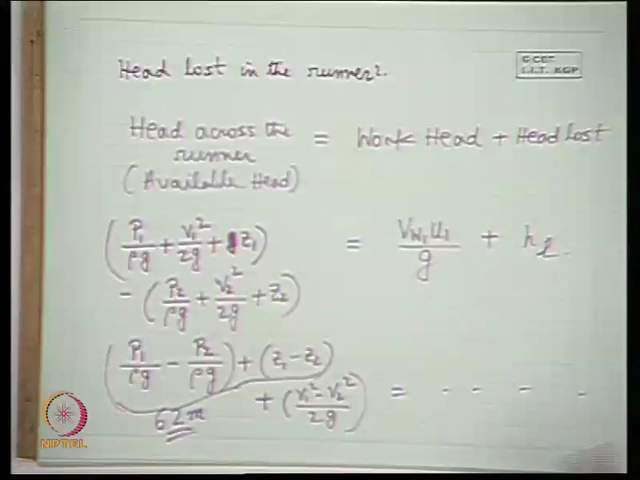 Head Lost in the runner?
C CET
I.I.T. KGP
Head across the runner = Work Head + Head Lost
(Available Head)
(P₁/ρg + V₁²/2g + z₁) = Vw₁U₁/g + hL.
- (P₂/ρg + V₂²/2g + z₂)
(P₁/ρg - P₂/ρg) + (z₁ - z₂)
+ (V₁² - V₂²/2g) = . - - - .
62m
NPTEL